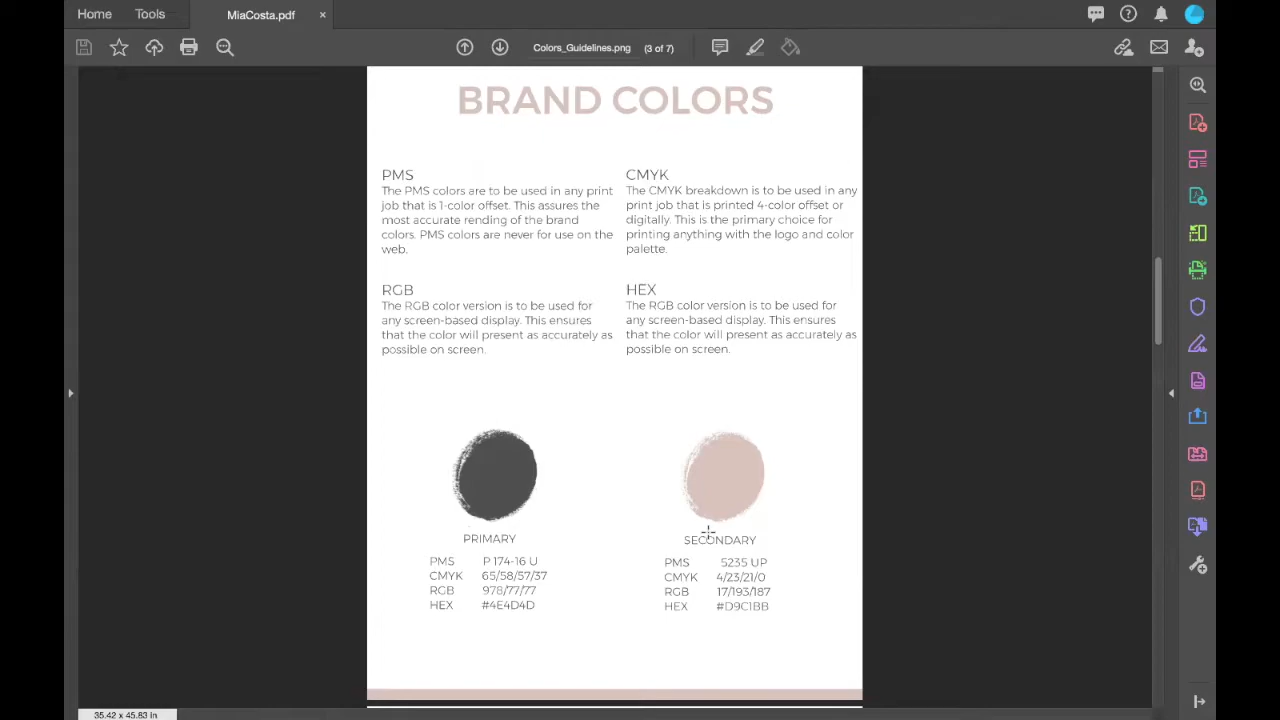 Home
Tools
MiaCosta.pdf
×
Colors_Guidelines.png
(3 of 7)
BRAND COLORS
PMS
The PMS colors are to be used in any print
job that is 1-color offset. This assures the
most accurate rending of the brand
colors. PMS colors are never for use on the
web.
CMYK
The CMYK breakdown is to be used in any
print job that is printed 4-color offset or
digitally. This is the primary choice for
printing anything with the logo and color
palette.
RGB
The RGB color version is to be used for
any screen-based display. This ensures
that the color will present as accurately as
possible on screen.
HEX
The RGB color version is to be used for
any screen-based display. This ensures
that the color will present as accurately as
possible on screen.
PRIMARY
PMS P 174-16 U
CMYK 65/58/57/37
RGB 978/77/77
HEX #4E4D4D
SECONDARY
PMS 5235 UP
CMYK 4/23/21/0
RGB 17/193/187
HEX #D9C1BB
35.42 x 45.83 in